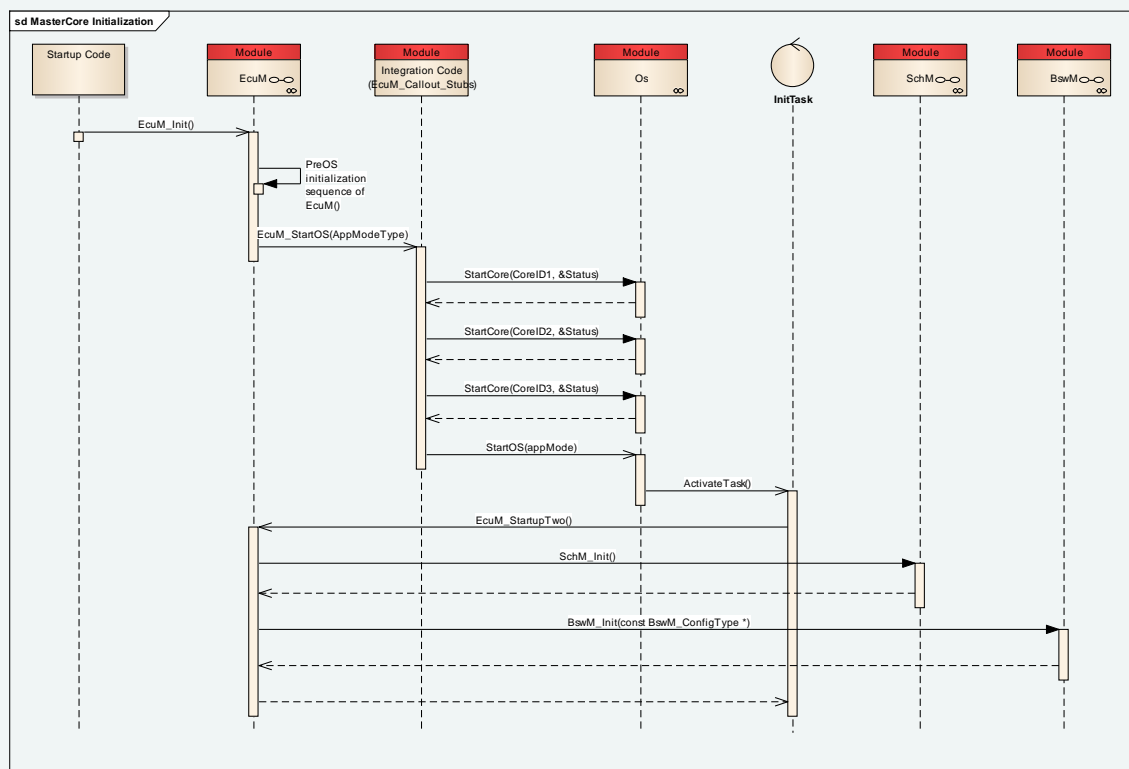 sd MasterCore Initialization
Startup Code
Module
EcuM
Module
Integration Code
(EcuM_Callout_Stubs)
Module
Os
InitTask
Module
SchM
Module
BswM
EcuM_Init()
PreOS
initialization
sequence of
EcuM()
EcuM_StartOS(AppModeType)
StartCore(CoreID1, &Status)
StartCore(CoreID2, &Status)
StartCore(CoreID3, &Status)
StartOS(appMode)
ActivateTask()
EcuM_StartupTwo()
SchM_Init()
BswM_Init(const BswM_ConfigType *)